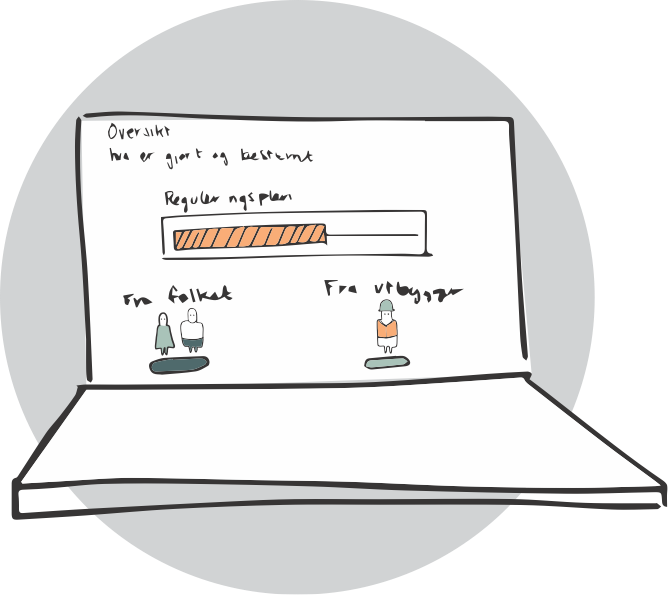 Oversikt
hva er gjort og bestemt
Reguleringsplan
Fra folket
Fra utbygger